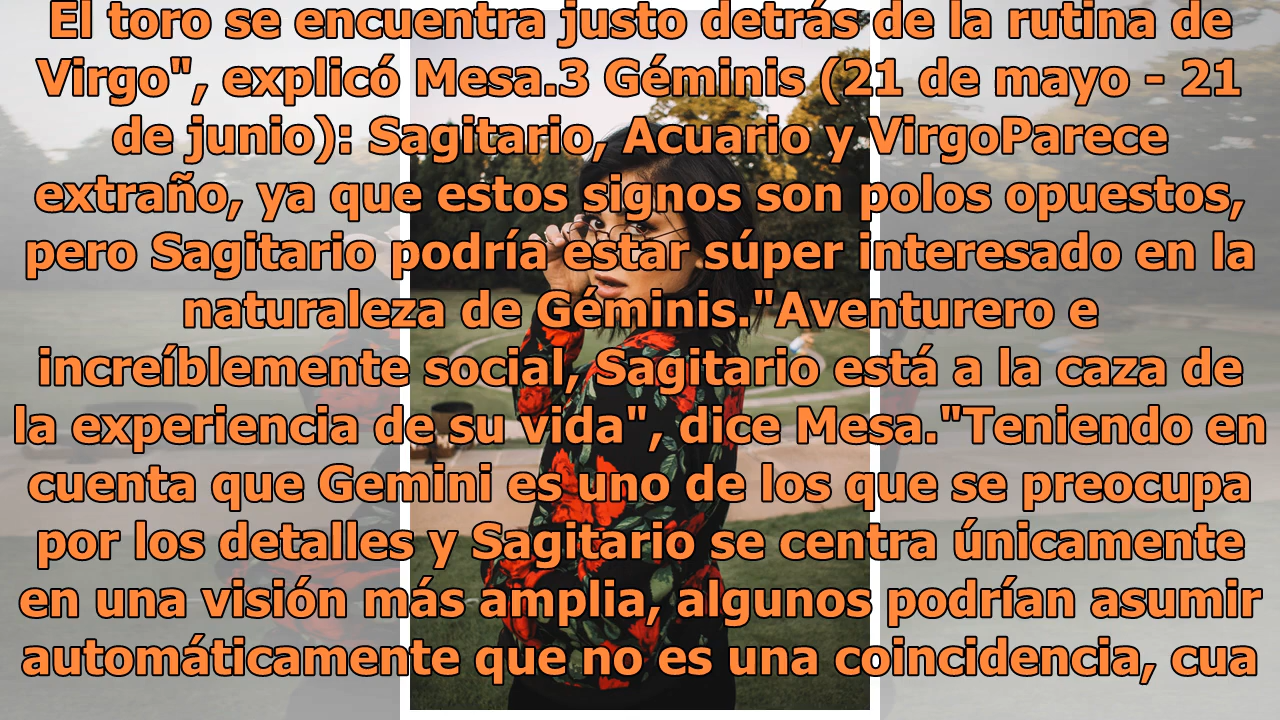 El toro se encuentra justo detrás de la rutina de
Virgo", explicó Mesa.3 Géminis (21 de mayo - 21
de junio): Sagitario, Acuario y VirgoParece
extraño, ya que estos signos son polos opuestos,
pero Sagitario podría estar súper interesado en la
naturaleza de Géminis."Aventurero e
increíblemente social, Sagitario está a la caza de
la experiencia de su vida", dice Mesa."Teniendo en
cuenta que Gemini es uno de los que se preocupa
por los detalles y Sagitario se centra únicamente
en una visión más amplia, algunos podrían asumir
automáticamente que no es una coincidencia, cua